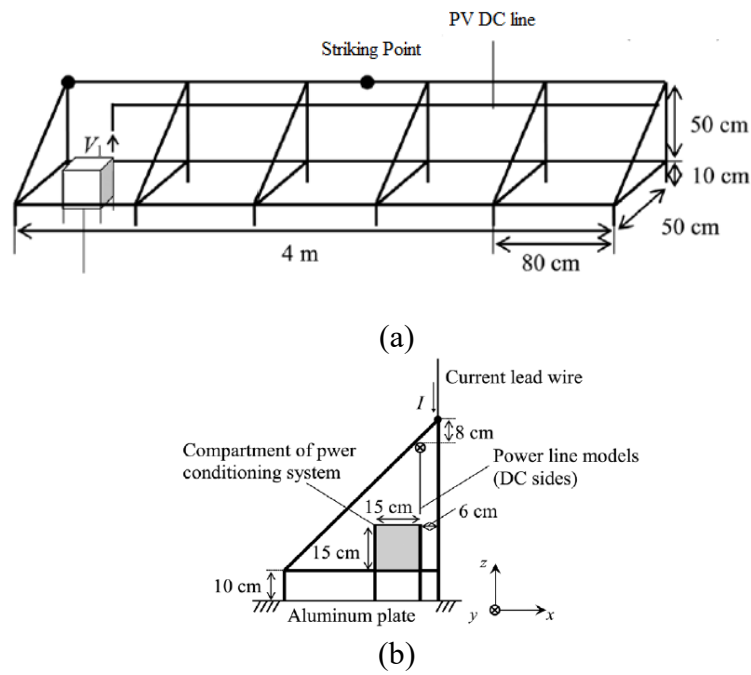 PV DC line
Striking Point
V
50 cm
10 cm
50 cm
4 m
80 cm
(a)
Current lead wire
I
8 cm
Compartment of pwer
conditioning system
Power line models
(DC sides)
15 cm
6 cm
15 cm
10 cm
Aluminum plate
z
y
x
(b)